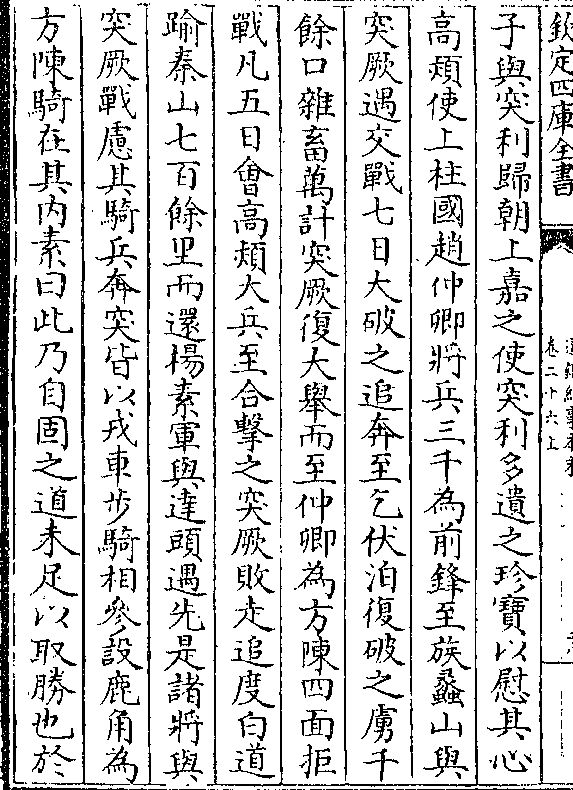 欽定四庫全書
卷二十六上
子與突利歸朝上嘉之使突利多遺之珍寶以慰其心
高熲使上柱國趙仲卿將兵三千為前鋒至族蠡山與
突厥遇交戰七日大破之追奔至乞伏泊復破之虜千
餘口雜畜萬計突厥復大舉而至仲卿為方陳四面拒
戰凡五日會高熲大兵至合擊之突厥敗走追度白道
踰秦山七百餘里而還楊素軍與達頭遇先是諸將與
突厥戰慮其騎兵奔突皆以戎車步騎相參設鹿角為
方陳騎在其内素曰此乃自固之道未足以取勝也於